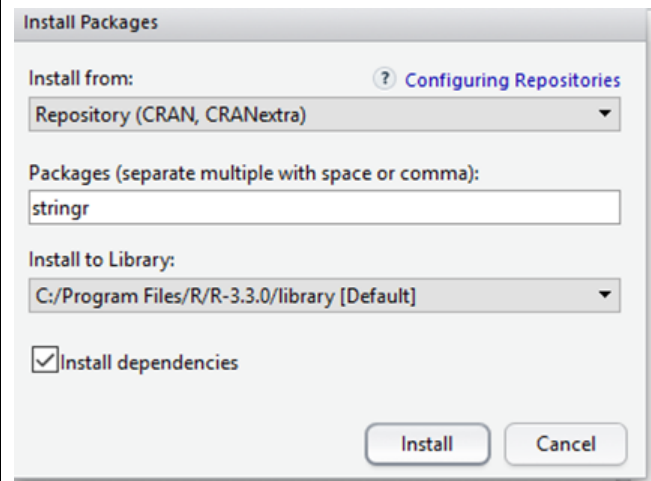 Install Packages
Install from:
? Configuring Repositories
Repository (CRAN, CRANextra)
Packages (separate multiple with space or comma):
stringr
Install to Library:
C:/Program Files/R/R-3.3.0/library [Default]
Install dependencies
Install
Cancel